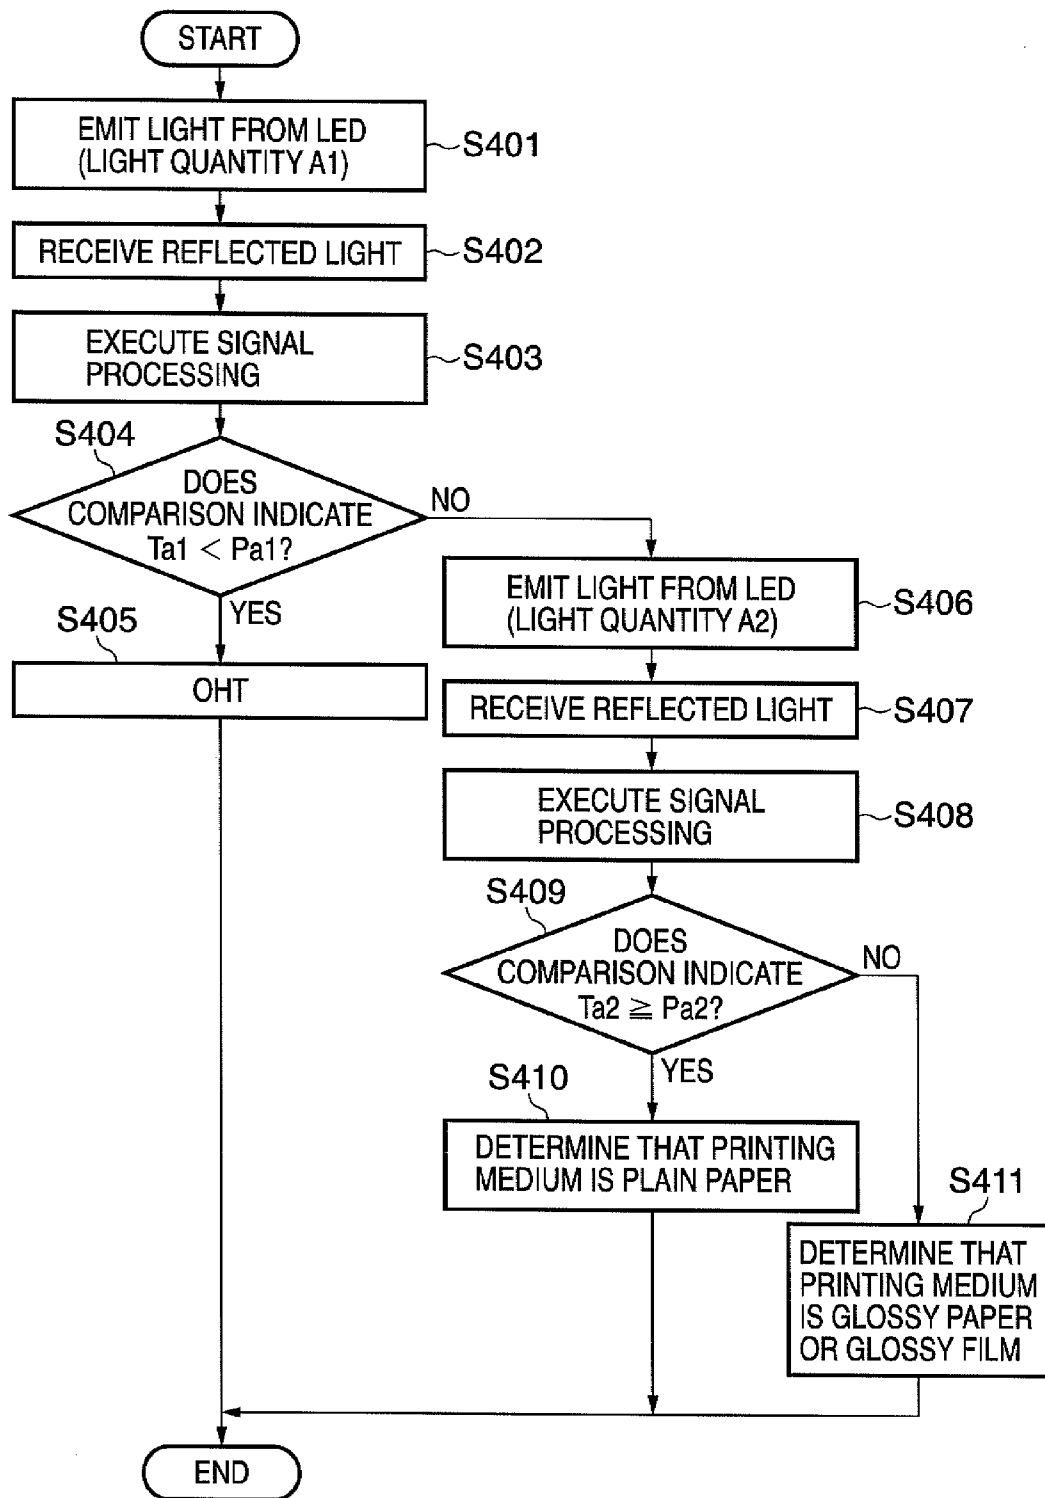 START
EMIT LIGHT FROM LED
(LIGHT QUANTITY A1)
S401
RECEIVE REFLECTED LIGHT
S402
EXECUTE SIGNAL
PROCESSING
S403
S404
DOES
COMPARISON INDICATE
Ta1 < Pa1?
NO
YES
S405
OHT
EMIT LIGHT FROM LED
(LIGHT QUANTITY A2)
S406
RECEIVE REFLECTED LIGHT
S407
EXECUTE SIGNAL
PROCESSING
S408
S409
DOES
COMPARISON INDICATE
Ta2 ≧ Pa2?
NO
YES
S410
DETERMINE THAT PRINTING
MEDIUM IS PLAIN PAPER
S411
DETERMINE THAT
PRINTING MEDIUM
IS GLOSSY PAPER
OR GLOSSY FILM
END